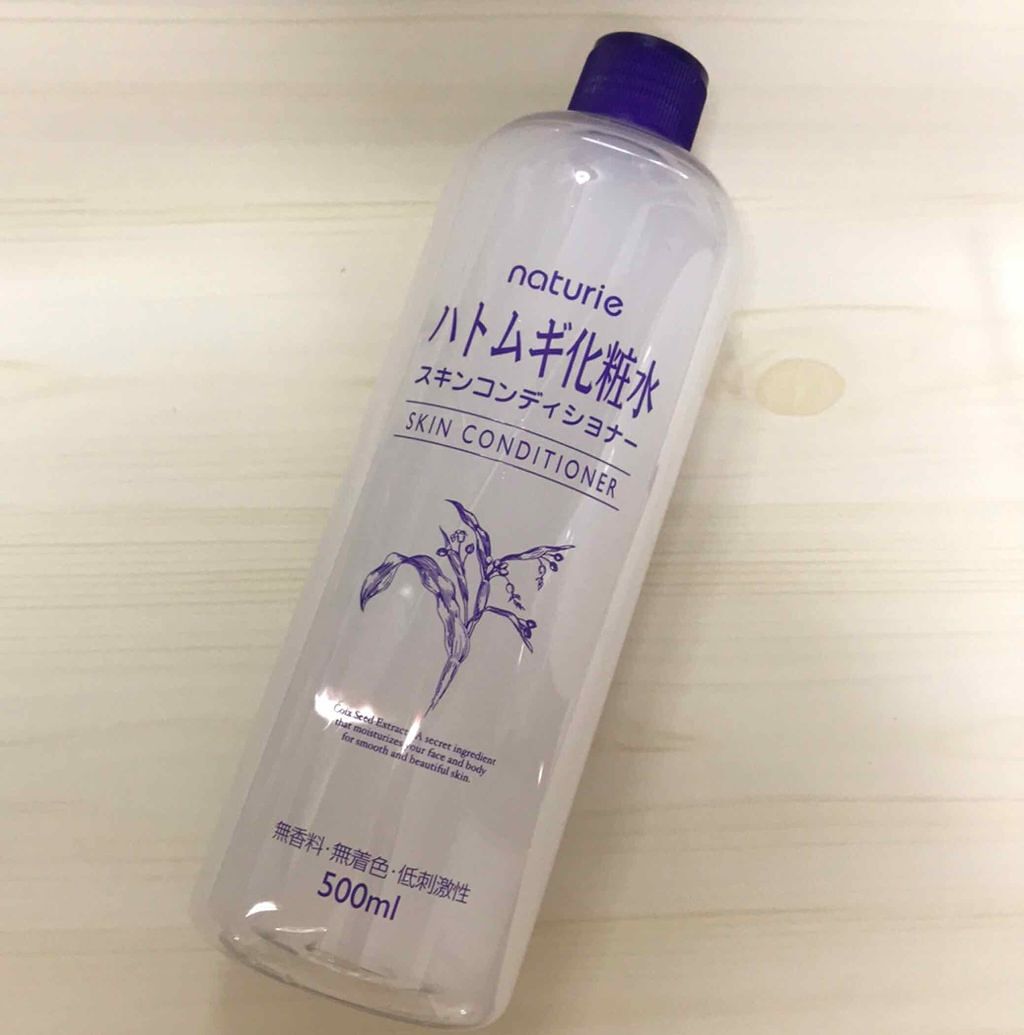 naturie
ハトムギ化粧水
スキンコンディショナー
SKIN CONDITIONER
Coix Seed Extract: A secret ingredient
that moisturizes your face and body
for smooth and beautiful skin.
無香料・無着色・低刺激性
500ml